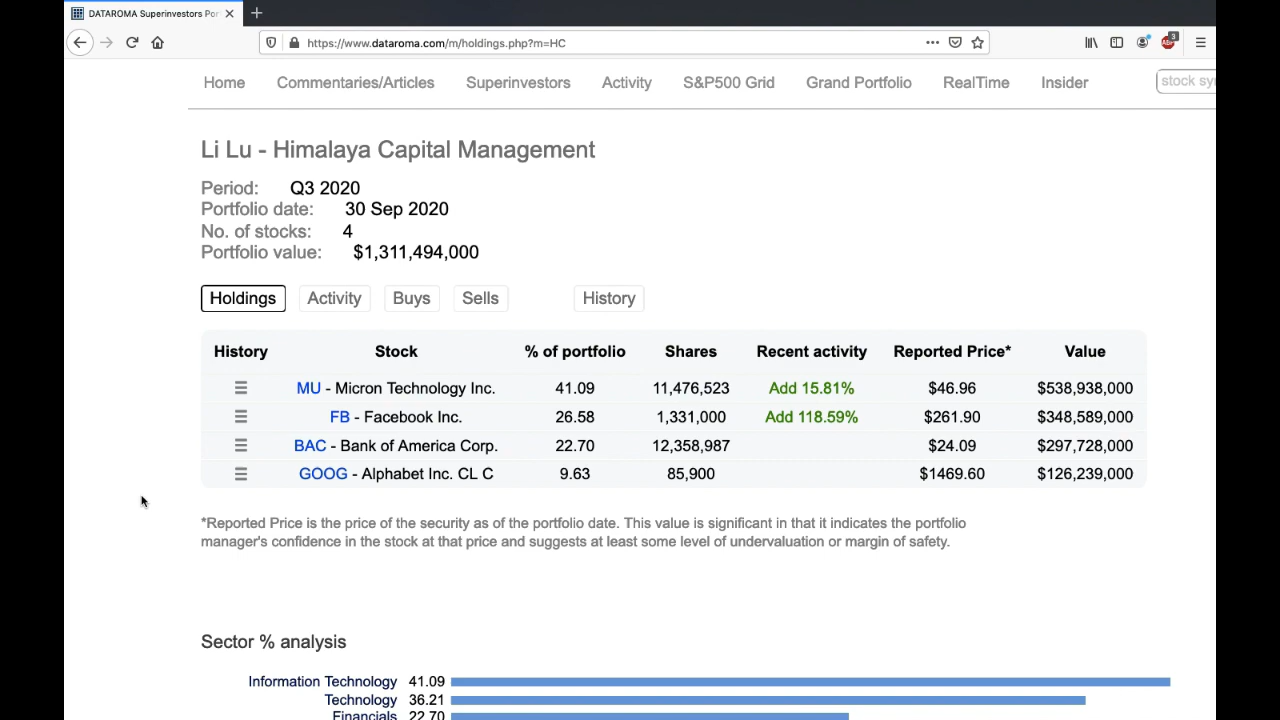 DATAROMA Superinvestors Por
https://www.dataroma.com/m/holdings.php?m=HC
ABP 3
Home Commentaries/Articles Superinvestors Activity S&P500 Grid Grand Portfolio RealTime Insider stock sy
Li Lu - Himalaya Capital Management
Period: Q3 2020
Portfolio date: 30 Sep 2020
No. of stocks: 4
Portfolio value: $1,311,494,000
Holdings Activity Buys Sells History
History Stock % of portfolio Shares Recent activity Reported Price* Value
MU - Micron Technology Inc. 41.09 11,476,523 Add 15.81% $46.96 $538,938,000
FB - Facebook Inc. 26.58 1,331,000 Add 118.59% $261.90 $348,589,000
BAC - Bank of America Corp. 22.70 12,358,987 $24.09 $297,728,000
GOOG - Alphabet Inc. CL C 9.63 85,900 $1469.60 $126,239,000
*Reported Price is the price of the security as of the portfolio date. This value is significant in that it indicates the portfolio
manager's confidence in the stock at that price and suggests at least some level of undervaluation or margin of safety.
Sector % analysis
Information Technology 41.09
Technology 36.21
Financials 22.70